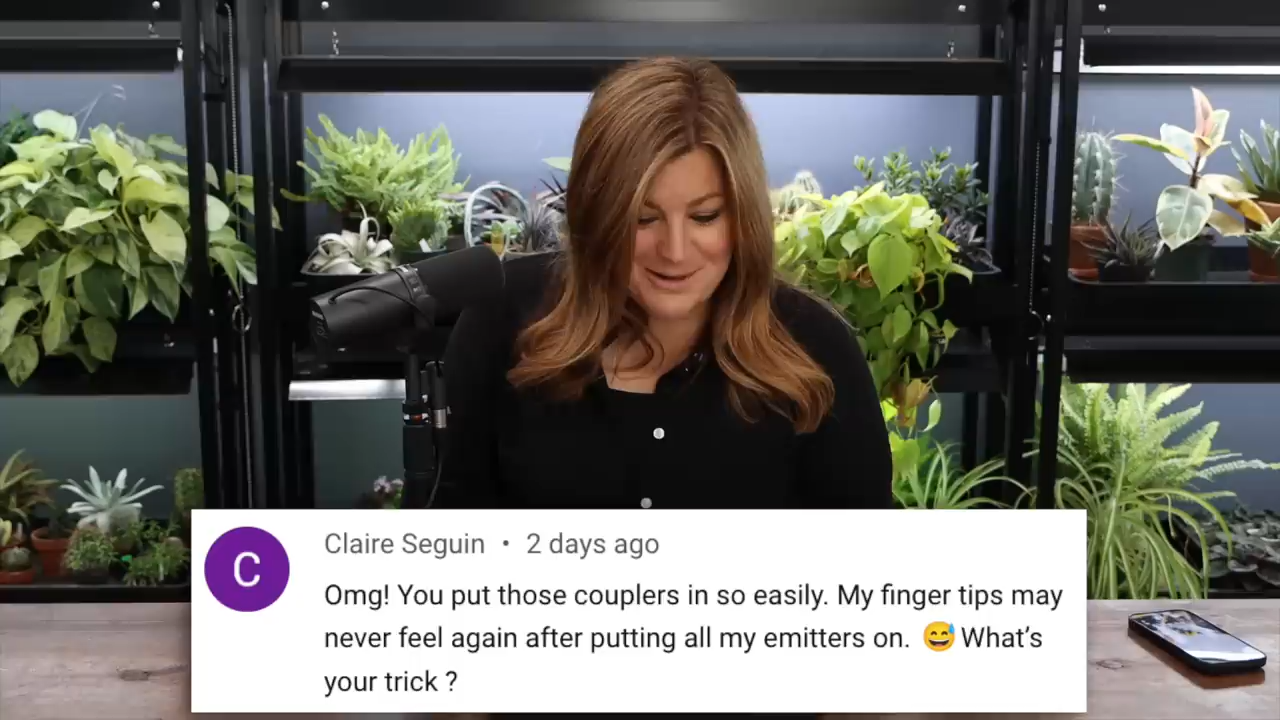 C
Claire Seguin • 2 days ago
Omg! You put those couplers in so easily. My finger tips may
never feel again after putting all my emitters on. 😅 What's
your trick ?